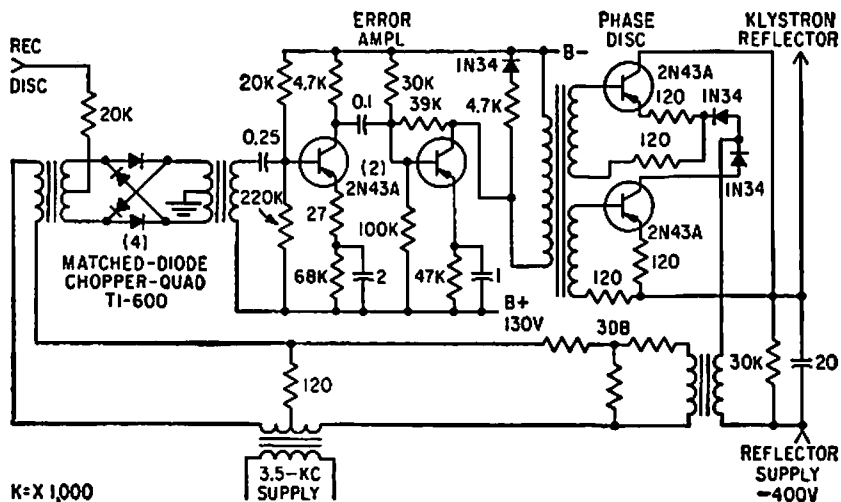 REC
DISC
20K
ERROR
AMPL
PHASE
DISC
KLYSTRON
REFLECTOR
B-
20K
4.7K
30K
1N34
39K
4.7K
0.1
0.25
(2)
2N43A
220K
27
100K
68K
2
47K
1
B+
130V
2N43A
120
1N34
120
1N34
2N43A
120
120
(4)
MATCHED-DIODE
CHOPPER-QUAD
T1-600
30B
120
30K
20
3.5-KC
SUPPLY
REFLECTOR
SUPPLY
-400V
K=X 1,000